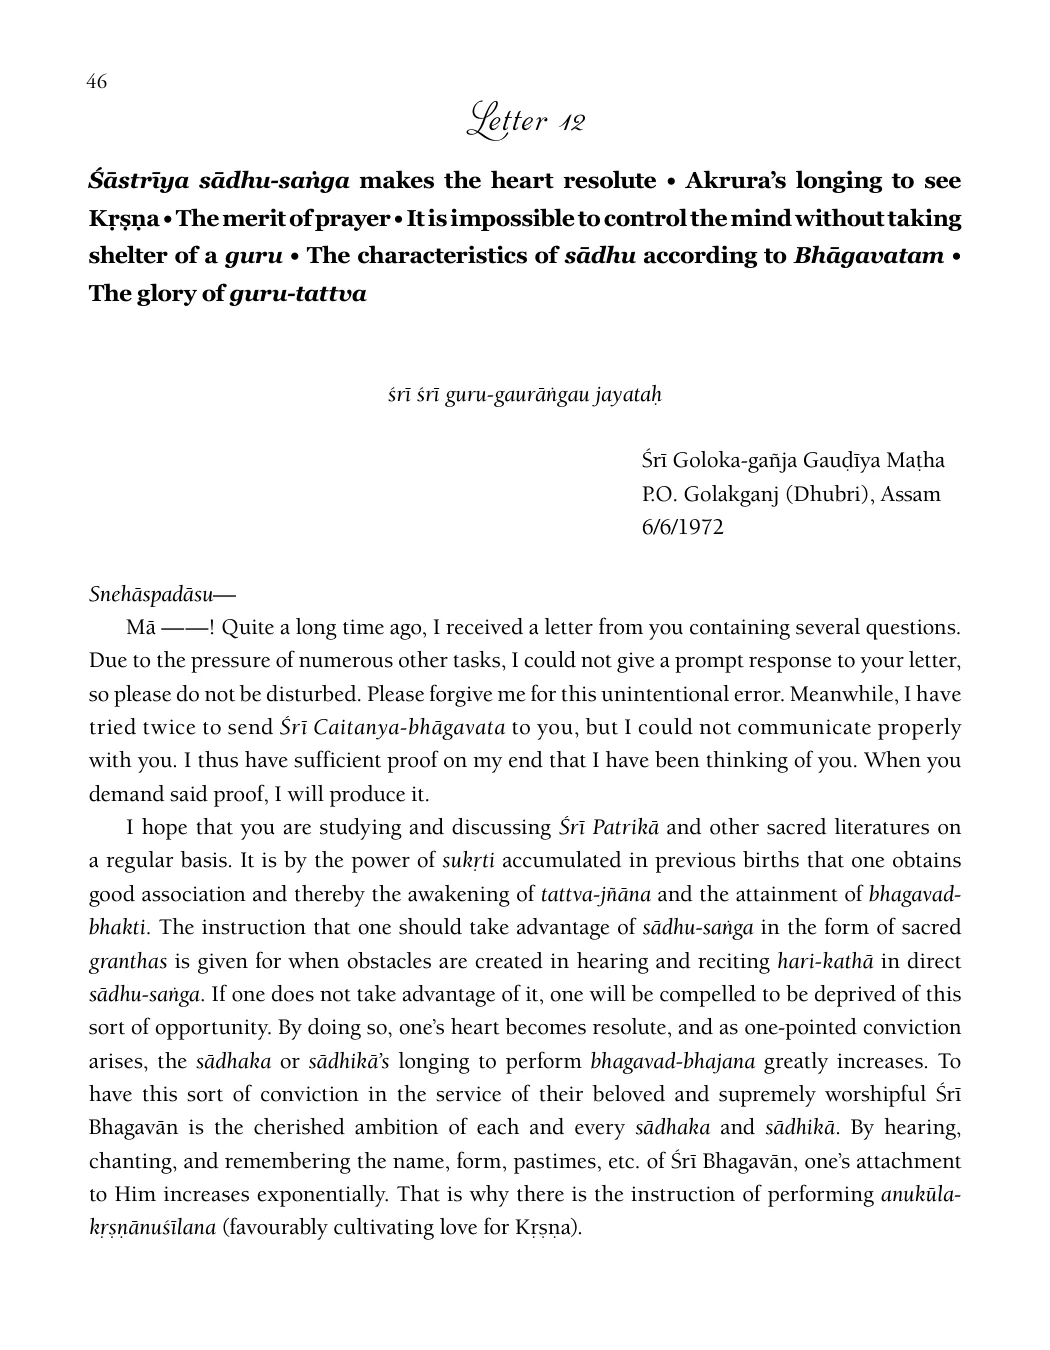 46
Letter 12
Śāstrīya sādhu-saṅga makes the heart resolute • Akrura’s longing to see
Kṛṣṇa • The merit of prayer • It is impossible to control the mind without taking
shelter of a guru • The characteristics of sādhu according to Bhāgavatam •
The glory of guru-tattva
śrī śrī guru-gaurāṅgau jayataḥ
Śrī Goloka-gañja Gauḍīya Maṭha
P.O. Golakganj (Dhubri), Assam
6/6/1972
Snehāspadāsu—
Mā ——! Quite a long time ago, I received a letter from you containing several questions.
Due to the pressure of numerous other tasks, I could not give a prompt response to your letter,
so please do not be disturbed. Please forgive me for this unintentional error. Meanwhile, I have
tried twice to send Śrī Caitanya-bhāgavata to you, but I could not communicate properly
with you. I thus have sufficient proof on my end that I have been thinking of you. When you
demand said proof, I will produce it.
I hope that you are studying and discussing Śrī Patrikā and other sacred literatures on
a regular basis. It is by the power of sukṛti accumulated in previous births that one obtains
good association and thereby the awakening of tattva-jñāna and the attainment of bhagavad-
bhakti. The instruction that one should take advantage of sādhu-saṅga in the form of sacred
granthas is given for when obstacles are created in hearing and reciting hari-kathā in direct
sādhu-saṅga. If one does not take advantage of it, one will be compelled to be deprived of this
sort of opportunity. By doing so, one’s heart becomes resolute, and as one-pointed conviction
arises, the sādhaka or sādhikā’s longing to perform bhagavad-bhajana greatly increases. To
have this sort of conviction in the service of their beloved and supremely worshipful Śrī
Bhagavān is the cherished ambition of each and every sādhaka and sādhikā. By hearing,
chanting, and remembering the name, form, pastimes, etc. of Śrī Bhagavān, one’s attachment
to Him increases exponentially. That is why there is the instruction of performing anukūla-
kṛṣṇānuśīlana (favourably cultivating love for Kṛṣṇa).